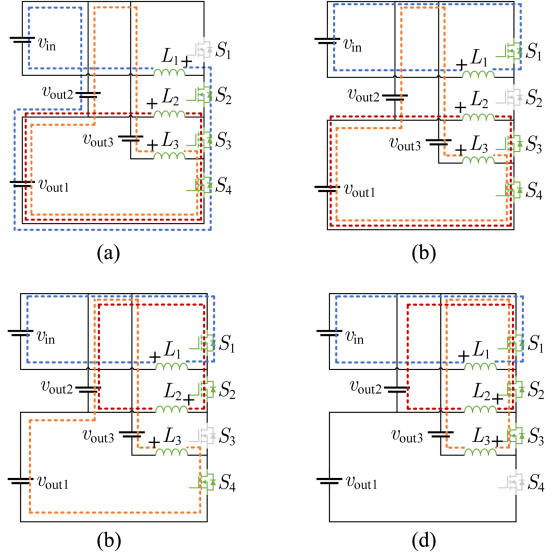 v_in L_1 S_1
v_out2 + L_2 S_2
v_out3 + L_3 S_3
v_out1 S_4
(a)
v_in L_1 + S_1
v_out2 + L_2 S_2
v_out3 + L_3 S_3
v_out1 S_4
(b)
v_in + L_1 S_1
v_out2 L_2 + S_2
v_out3 + L_3 S_3
v_out1 S_4
(b)
v_in + L_1 S_1
v_out2 L_2 + S_2
v_out3 L_3 + S_3
v_out1 S_4
(d)